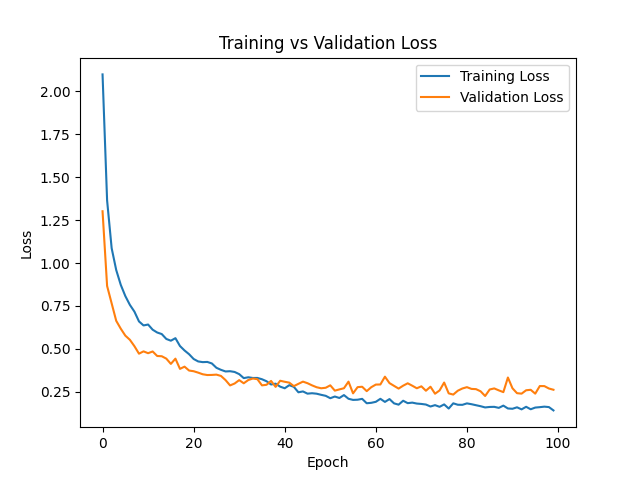 Training vs Validation Loss
Training Loss
Validation Loss
2.00
1.75
1.50
1.25
1.00
0.75
0.50
0.25
Loss
0 20 40 60 80 100
Epoch